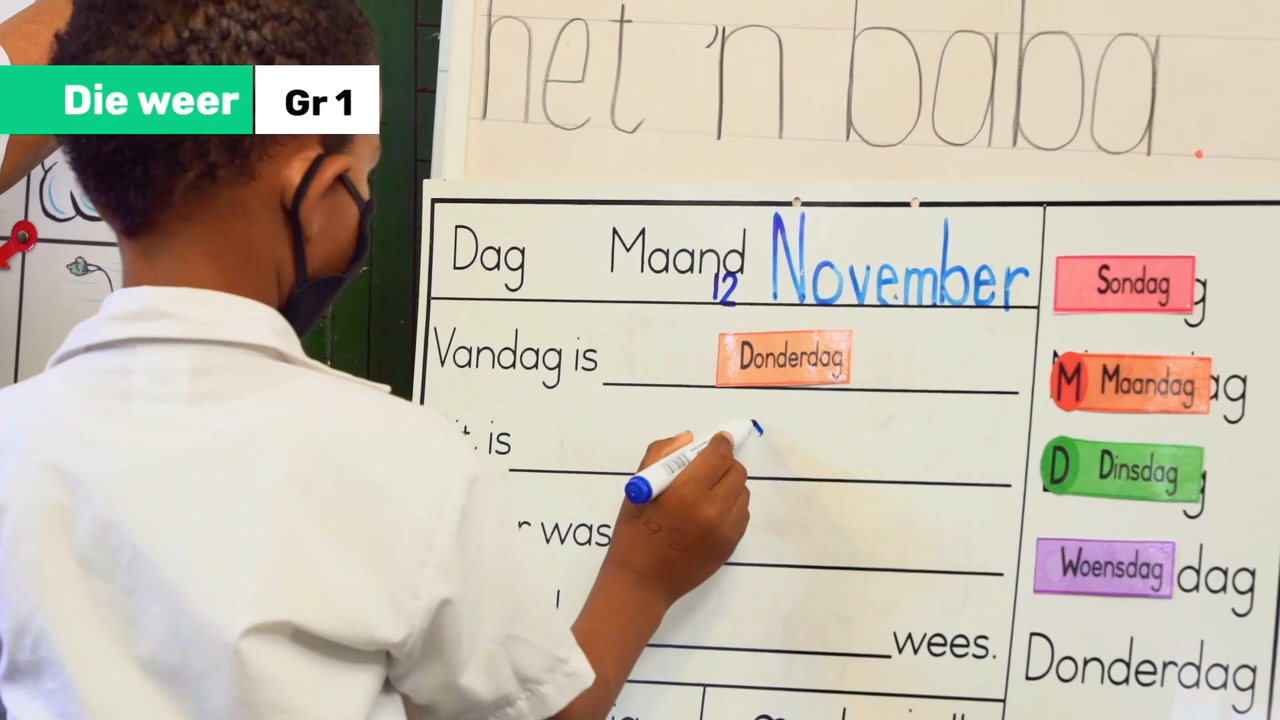 Die weer Gr 1
het 'n baba.
Dag Maand 12 November
Sondag
Vandag is Donderdag
M Maandag
is
D Dinsdag
was
Woensdag dag
wees.
Donderdag